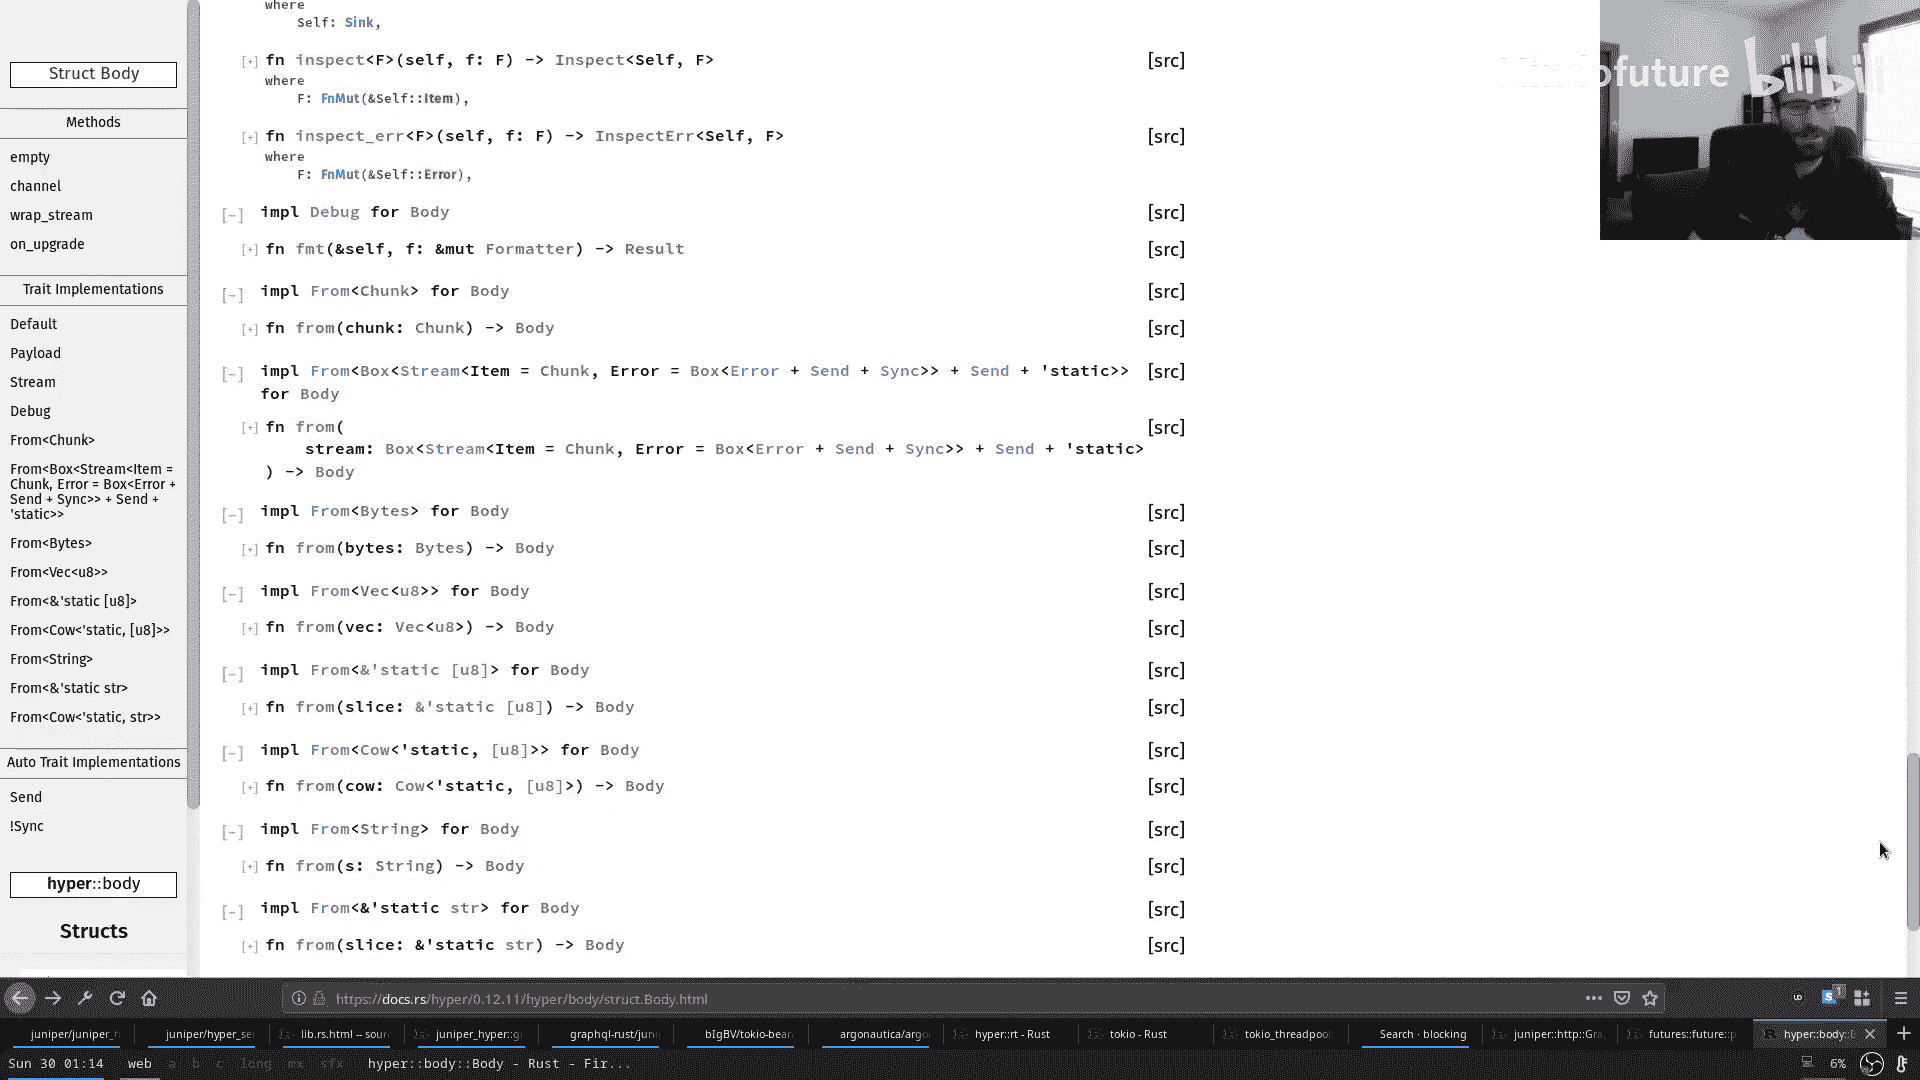 Struct Body
Methods
empty
channel
wrap_stream
on_upgrade
Trait Implementations
Default
Payload
Stream
Debug
From<Chunk>
From<Box<Stream<Item =
Chunk, Error = Box<Error +
Send + Sync>> + Send +
'static>>
From<Bytes>
From<Vec<u8>>
From<&'static [u8]>
From<Cow<'static, [u8]>>
From<String>
From<&'static str>
From<Cow<'static, str>>
Auto Trait Implementations
Send
!Sync
hyper::body
Structs
where
Self: Sink,
[+] fn inspect<F>(self, f: F) -> Inspect<Self, F> [src]
where
F: FnMut(&Self::Item),
[+] fn inspect_err<F>(self, f: F) -> InspectErr<Self, F> [src]
where
F: FnMut(&Self::Error),
[-] impl Debug for Body [src]
[+] fn fmt(&self, f: &mut Formatter) -> Result [src]
[-] impl From<Chunk> for Body [src]
[+] fn from(chunk: Chunk) -> Body [src]
[-] impl From<Box<Stream<Item = Chunk, Error = Box<Error + Send + Sync>> + Send + 'static>> [src]
for Body
[+] fn from( [src]
stream: Box<Stream<Item = Chunk, Error = Box<Error + Send + Sync>> + Send + 'static>
) -> Body
[-] impl From<Bytes> for Body [src]
[+] fn from(bytes: Bytes) -> Body [src]
[-] impl From<Vec<u8>> for Body [src]
[+] fn from(vec: Vec<u8>) -> Body [src]
[-] impl From<&'static [u8]> for Body [src]
[+] fn from(slice: &'static [u8]) -> Body [src]
[-] impl From<Cow<'static, [u8]>> for Body [src]
[+] fn from(cow: Cow<'static, [u8]>) -> Body [src]
[-] impl From<String> for Body [src]
[+] fn from(s: String) -> Body [src]
[-] impl From<&'static str> for Body [src]
[+] fn from(slice: &'static str) -> Body [src]
Mindofuture bilibili
https://docs.rs/hyper/0.12.11/hyper/body/struct.Body.html
juniper/juniper_h juniper/hyper_se lib.rs.html -- sour juniper_hyper::g graphql-rust/juni bIgBV/tokio-bean argonautica/argo hyper::rt - Rust tokio - Rust tokio_threadpool Search · blocking juniper::http::Gra futures::future::p hyper::body::B
Sun 30 01:14 web a b c long mx sfx hyper::body::Body - Rust - Fir... 6%